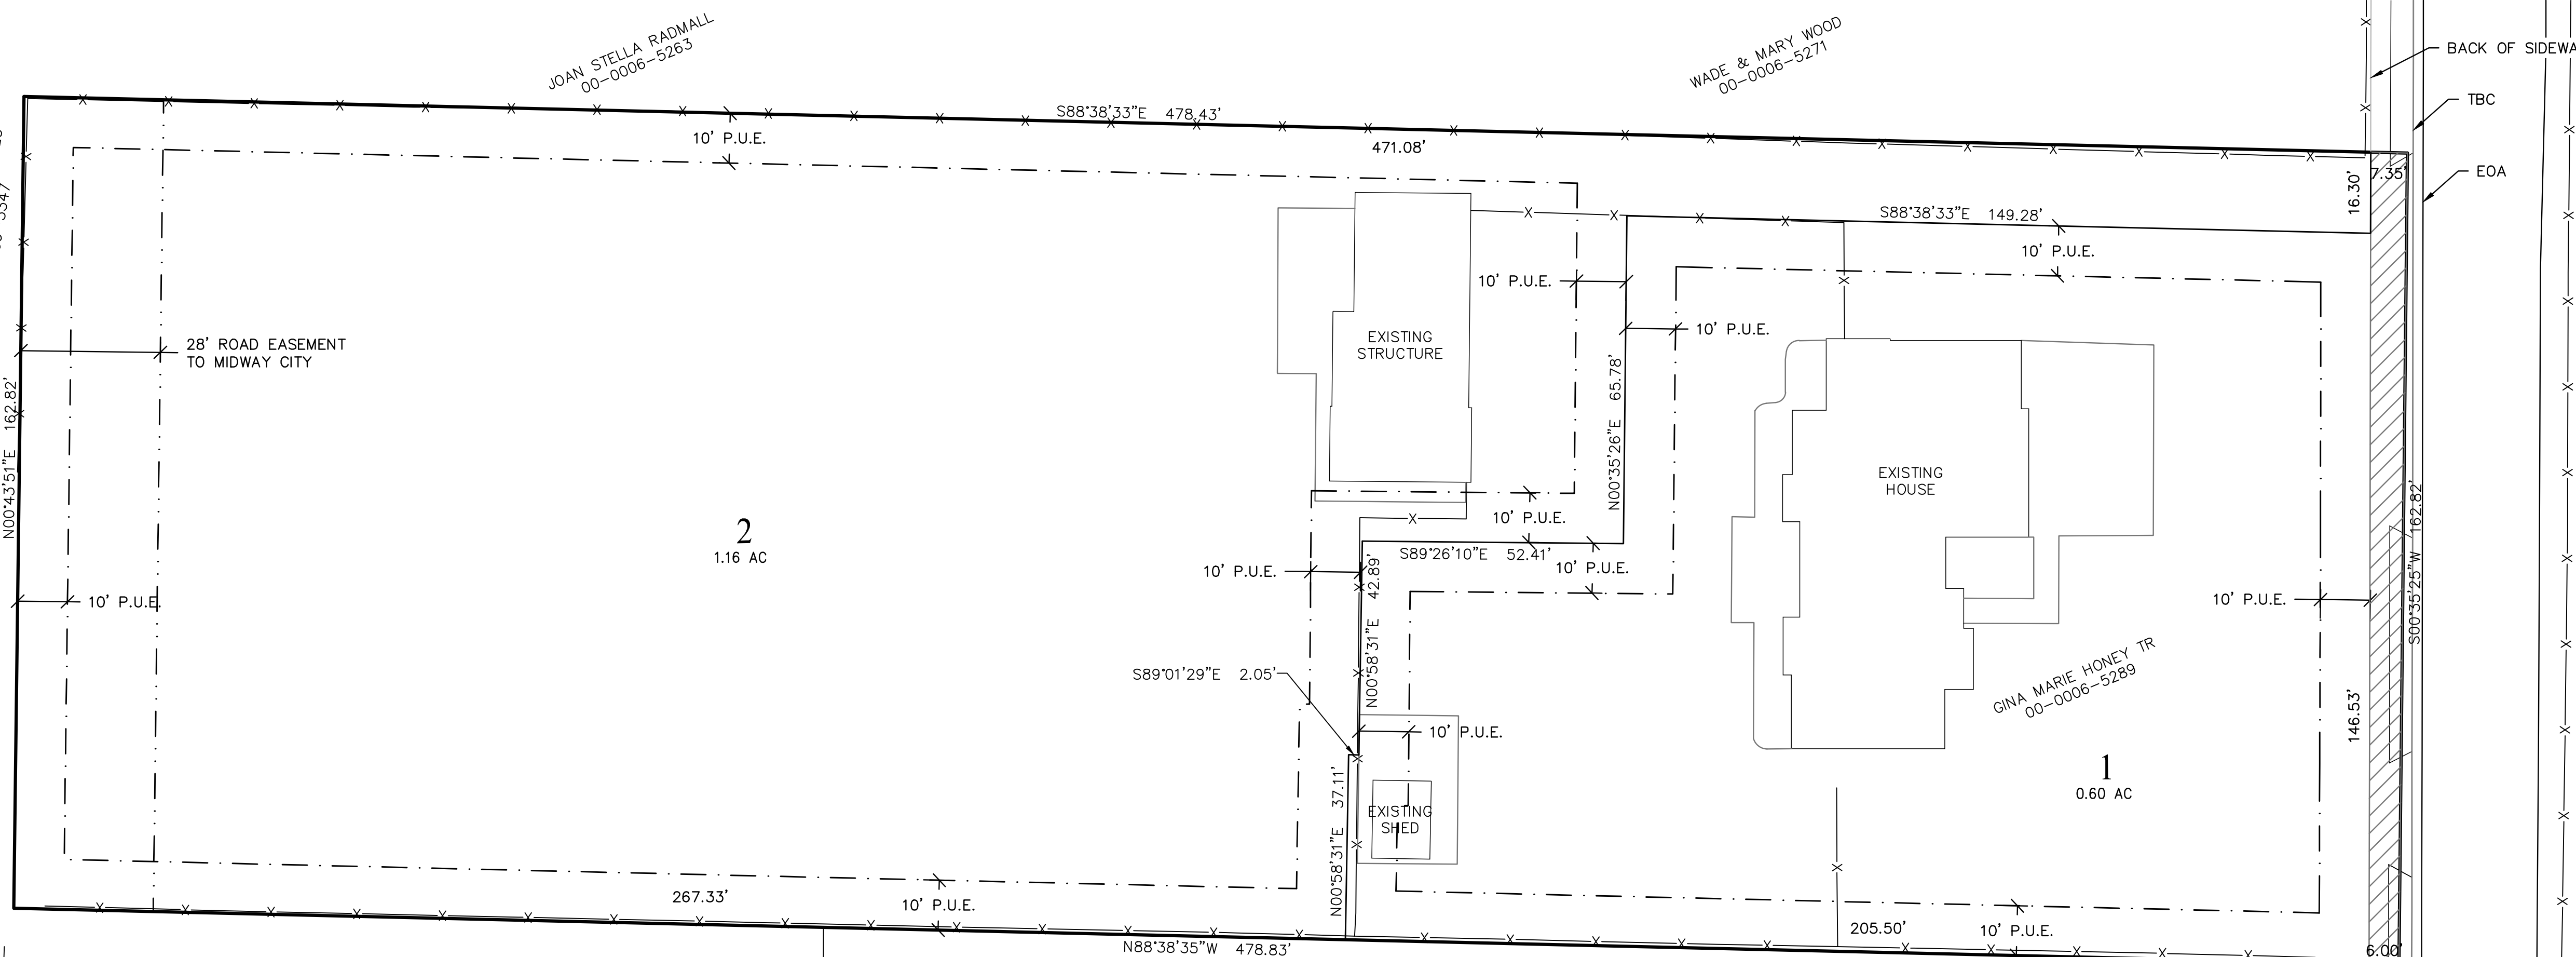 JOAN STELLA RADMALL
00-0006-5263
WADE & MARY WOOD
00-0006-5271
BACK OF SIDEWA
TBC
EOA
S88°38'33"E 478.43'
10' P.U.E.
471.08'
16.30'
7.35'
S88°38'33"E 149.28'
10' P.U.E.
10' P.U.E.
10' P.U.E.
28' ROAD EASEMENT
TO MIDWAY CITY
EXISTING
STRUCTURE
N00°35'26"E 65.78'
N00°43'51"E 162.82'
EXISTING
HOUSE
2
1.16 AC
10' P.U.E.
S89°26'10"E 52.41'
10' P.U.E.
10' P.U.E.
10' P.U.E.
10' P.U.E.
N00°58'31"E 42.89'
S00°35'25"W 162.82'
S89°01'29"E 2.05'
GINA MARIE HONEY TR
00-0006-5289
146.53'
10' P.U.E.
1
0.60 AC
N00°58'31"E 37.11'
EXISTING
SHED
267.33'
10' P.U.E.
205.50'
10' P.U.E.
N88°38'35"W 478.83'
6.00'